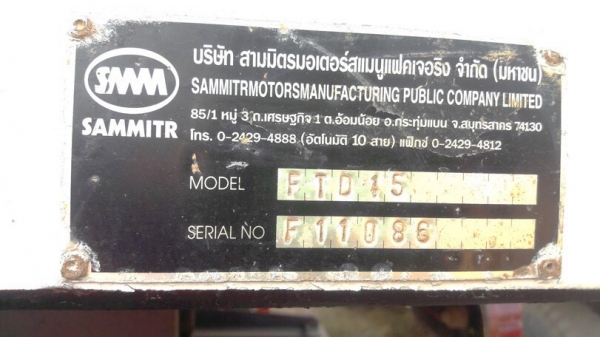 SMM
SAMMITR
บริษัท สามมิตรมอเตอร์สแมนูแฟคเจอริง จำกัด (มหาชน)
SAMMITRMOTORSMANUFACTURING PUBLIC COMPANY LIMITED
85/1 หมู่ 3 ถ.เศรษฐกิจ 1 ต.อ้อมน้อย อ.กระทุ่มแบน จ.สมุทรสาคร 74130
โทร. 0-2429-4888 (อัตโนมัติ 10 สาย) แฟ็กซ์ 0-2429-4812
MODEL FTD15
SERIAL NO F11086